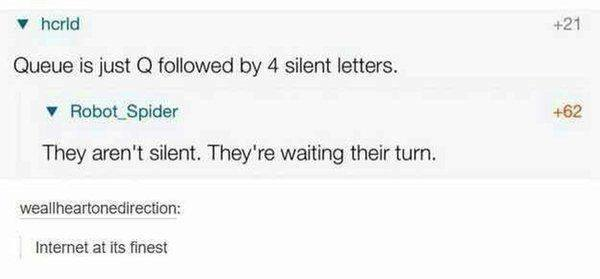 ▼ hcrld +21
Queue is just Q followed by 4 silent letters.
▼ Robot_Spider +62
They aren't silent. They're waiting their turn.
weallheartonedirection:
Internet at its finest